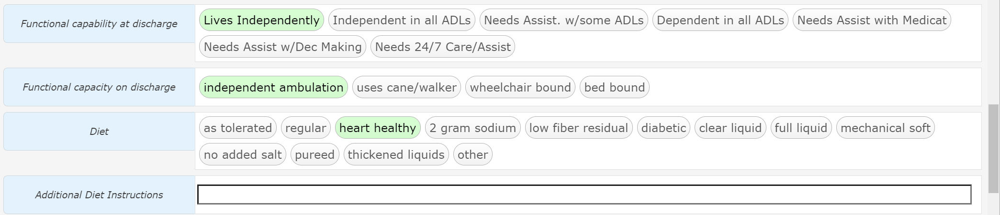 Functional capability at discharge
Lives Independently Independent in all ADLs Needs Assist. w/some ADLs Dependent in all ADLs Needs Assist with Medicat
Needs Assist w/Dec Making Needs 24/7 Care/Assist
Functional capacity on discharge
independent ambulation uses cane/walker wheelchair bound bed bound
Diet
as tolerated regular heart healthy 2 gram sodium low fiber residual diabetic clear liquid full liquid mechanical soft
no added salt pureed thickened liquids other
Additional Diet Instructions